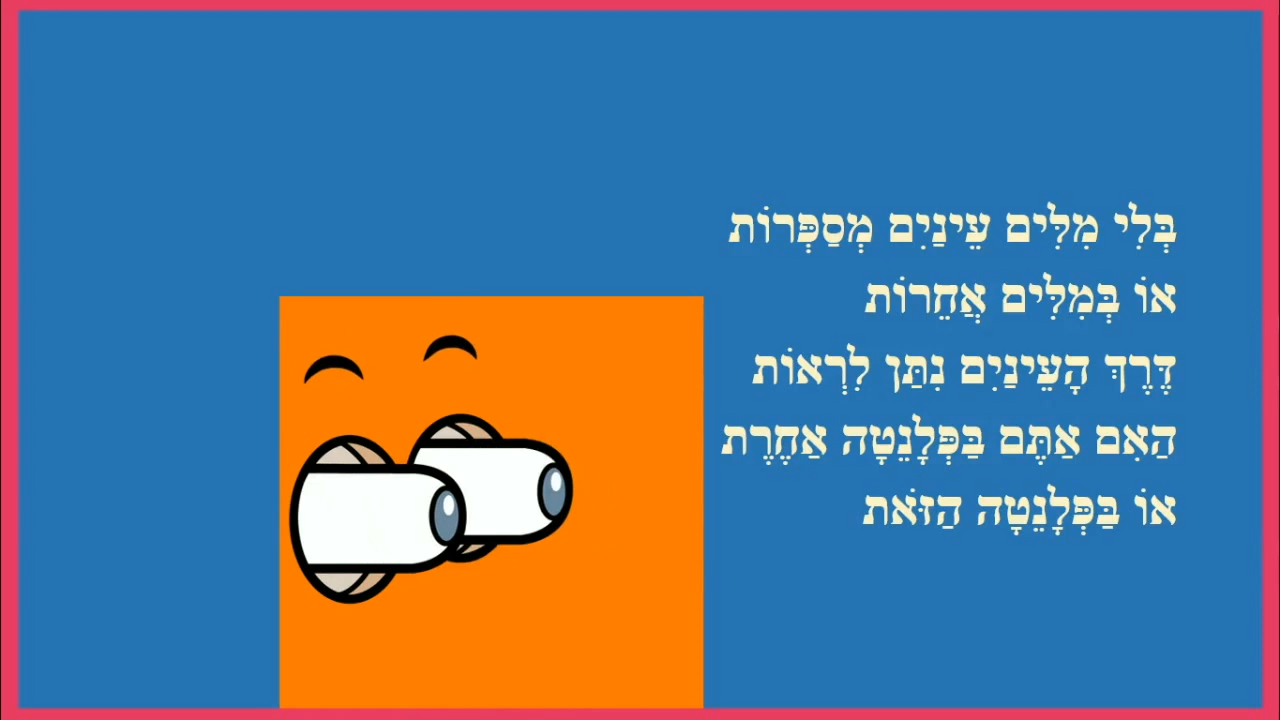 בְּלִי מִלִּים עֵינַיִם מְסַפְּרוֹת
אוֹ בְּמִלִּים אֲחֵרוֹת
דֶּרֶךְ הָעֵינַיִם נִתַּן לִרְאוֹת
הַאִם אַתֶּם בַּפְּלָנֵטָה אַחֶרֶת
אוֹ בַּפְּלָנֵטָה הַזֹּאת